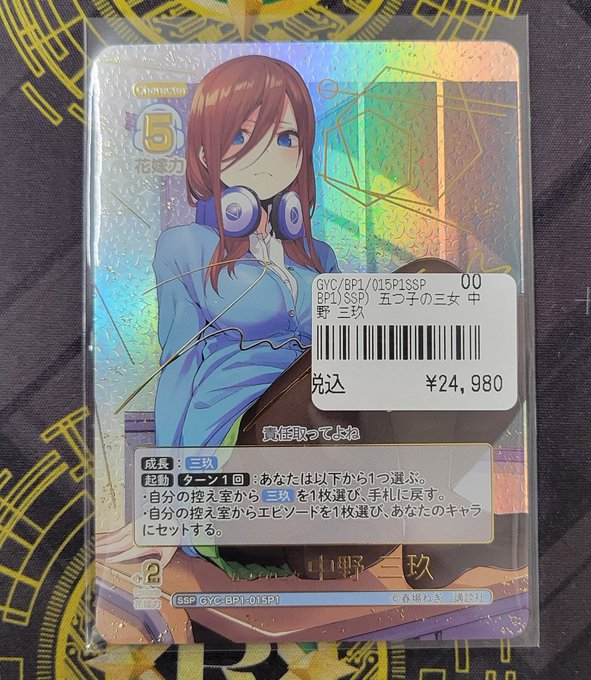 Character
5
花嫁力
GYC/BP1/015P1SSP 00
BP1)SSP) 五つ子の三女 中
野 三玖
税込 ¥24,980
責任取ってよね
成長:三玖
起動 ターン1回:あなたは以下から1つ選ぶ。
・自分の控え室から 三玖 を1枚選び、手札に戻す。
・自分の控え室からエピソードを1枚選び、あなたのキャラ
にセットする。
+2
Episode
花嫁力
中野 三玖
SSP GYC-BP1-015P1
©春場ねぎ/講談社